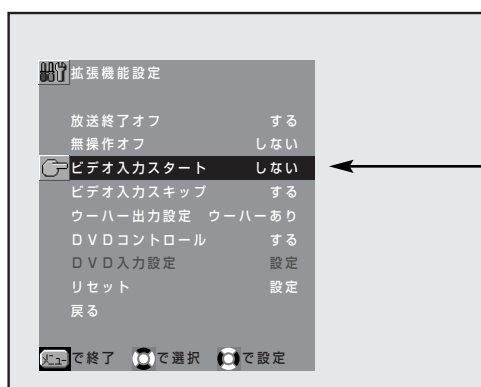 拡張機能設定
放送終了オフ する
無操作オフ しない
ビデオ入力スタート しない
ビデオ入力スキップ する
ウーハー出力設定 ウーハーあり
DVDコントロール する
DVD入力設定 設定
リセット 設定
戻る
メニューで終了 で選択 で設定